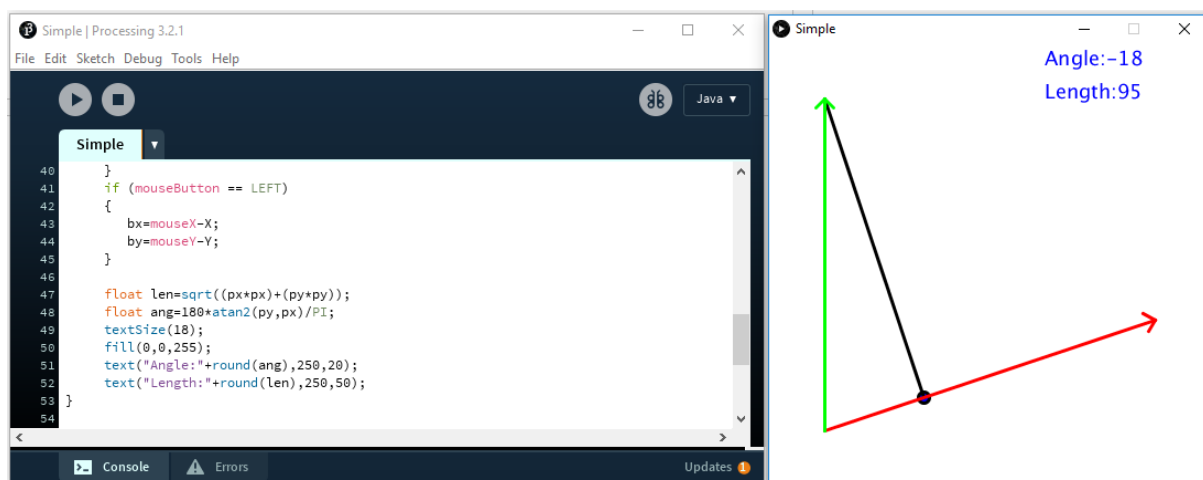 Simple | Processing 3.2.1
File Edit Sketch Debug Tools Help
Java ▼
Simple ▼
40 }
41 if (mouseButton == LEFT)
42 {
43 bx=mouseX-X;
44 by=mouseY-Y;
45 }
46
47 float len=sqrt((px*px)+(py*py));
48 float ang=180*atan2(py,px)/PI;
49 textSize(18);
50 fill(0,0,255);
51 text("Angle:"+round(ang),250,20);
52 text("Length:"+round(len),250,50);
53 }
54
Console Errors Updates 1
Simple
Angle:-18
Length:95